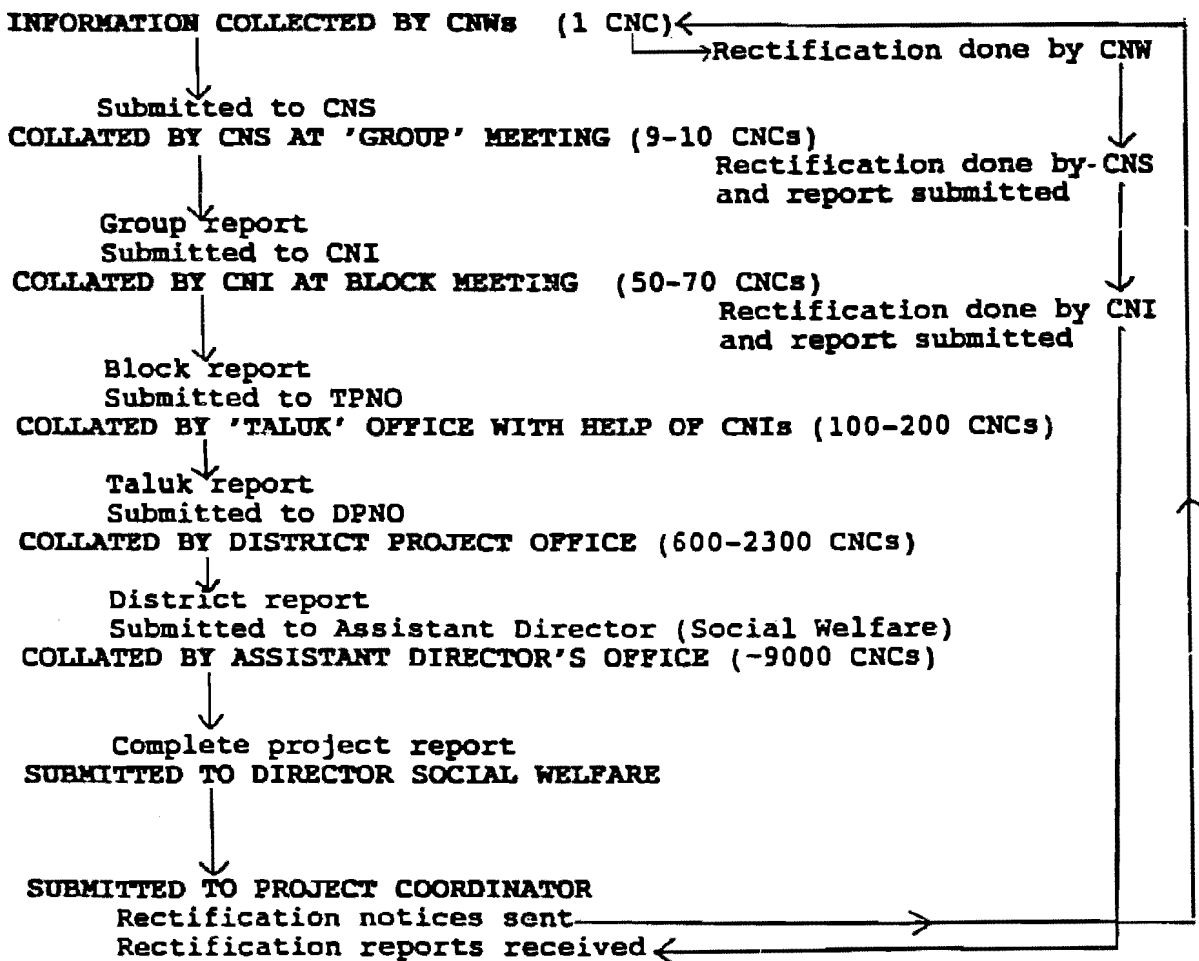 INFORMATION COLLECTED BY CNWs (1 CNC)
Rectification done by CNW
Submitted to CNS
COLLATED BY CNS AT 'GROUP' MEETING (9-10 CNCs)
Rectification done by CNS
and report submitted
Group report
Submitted to CNI
COLLATED BY CNI AT BLOCK MEETING (50-70 CNCs)
Rectification done by CNI
and report submitted
Block report
Submitted to TPNO
COLLATED BY 'TALUK' OFFICE WITH HELP OF CNIs (100-200 CNCs)
Taluk report
Submitted to DPNO
COLLATED BY DISTRICT PROJECT OFFICE (600-2300 CNCs)
District report
Submitted to Assistant Director (Social Welfare)
COLLATED BY ASSISTANT DIRECTOR'S OFFICE (~9000 CNCs)
Complete project report
SUBMITTED TO DIRECTOR SOCIAL WELFARE
SUBMITTED TO PROJECT COORDINATOR
Rectification notices sent
Rectification reports received